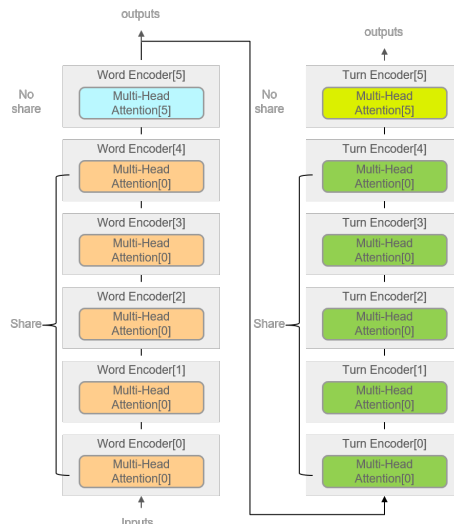 outputs
Word Encoder[5]
Multi-Head
Attention[5]
No
share
Word Encoder[4]
Multi-Head
Attention[0]
Word Encoder[3]
Multi-Head
Attention[0]
Share
Word Encoder[2]
Multi-Head
Attention[0]
Word Encoder[1]
Multi-Head
Attention[0]
Word Encoder[0]
Multi-Head
Attention[0]
Inputs
outputs
Turn Encoder[5]
Multi-Head
Attention[5]
No
share
Turn Encoder[4]
Multi-Head
Attention[0]
Turn Encoder[3]
Multi-Head
Attention[0]
Share
Turn Encoder[2]
Multi-Head
Attention[0]
Turn Encoder[1]
Multi-Head
Attention[0]
Turn Encoder[0]
Multi-Head
Attention[0]